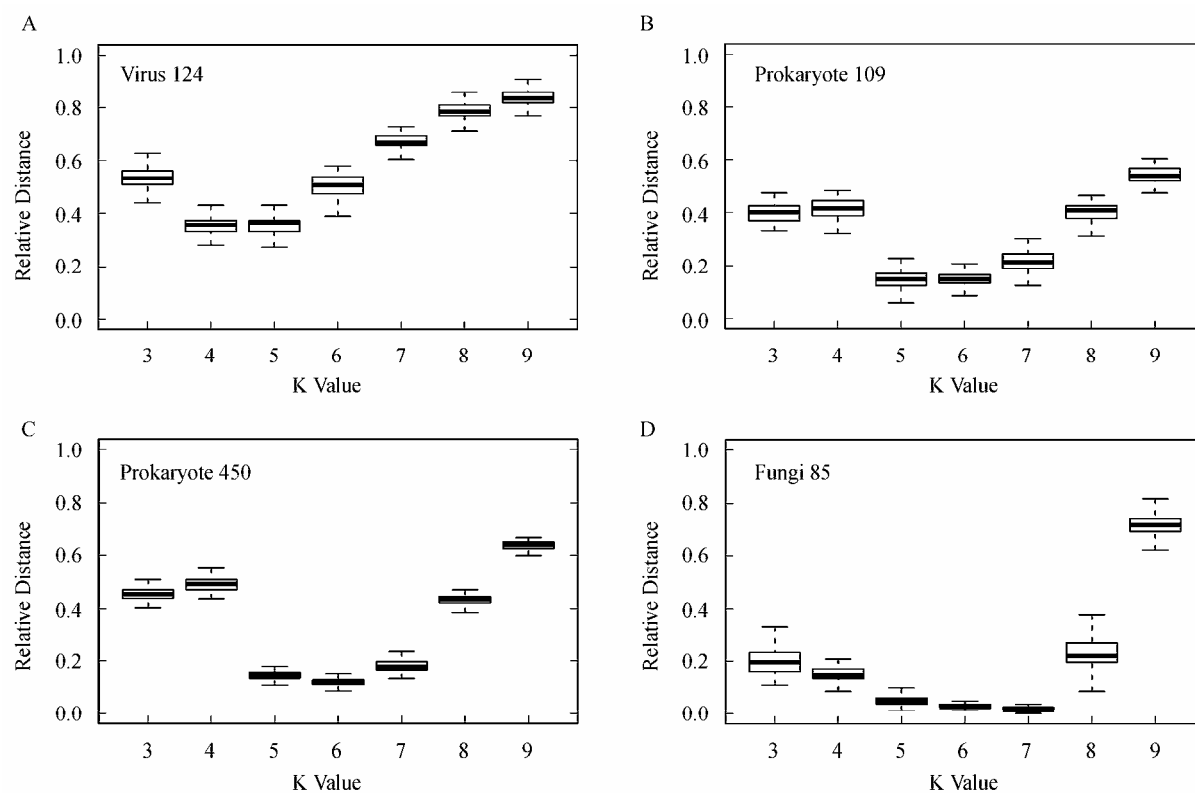 A
Virus 124
Relative Distance
1.0
0.8
0.6
0.4
0.2
0.0
3 4 5 6 7 8 9
K Value
B
Prokaryote 109
Relative Distance
1.0
0.8
0.6
0.4
0.2
0.0
3 4 5 6 7 8 9
K Value
C
Prokaryote 450
Relative Distance
1.0
0.8
0.6
0.4
0.2
0.0
3 4 5 6 7 8 9
K Value
D
Fungi 85
Relative Distance
1.0
0.8
0.6
0.4
0.2
0.0
3 4 5 6 7 8 9
K Value